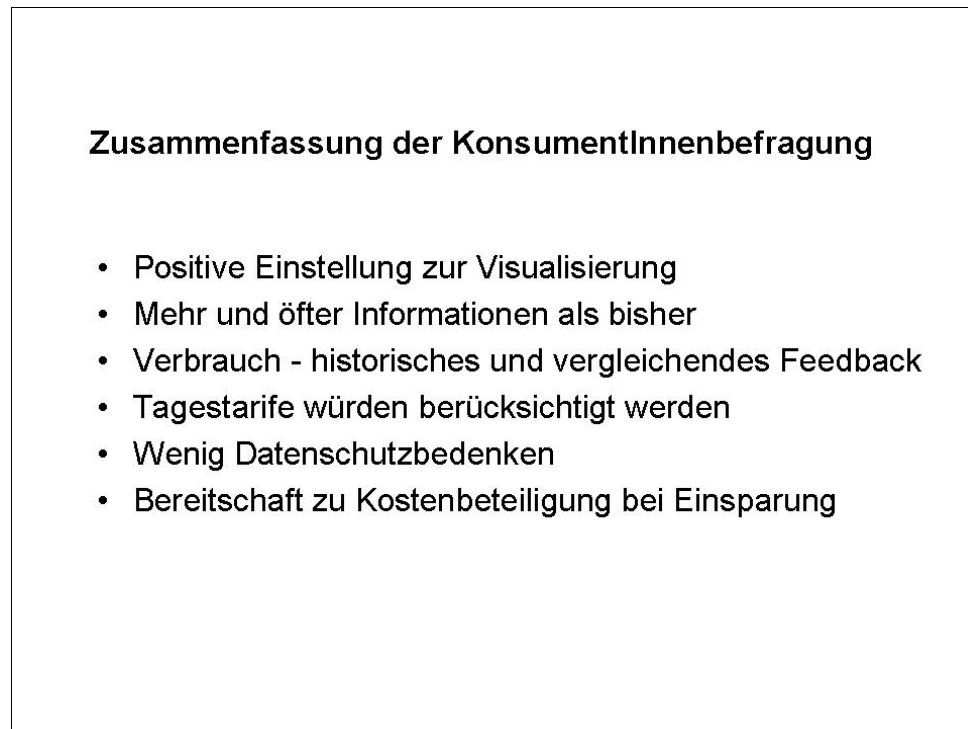 Zusammenfassung der KonsumentInnenbefragung
• Positive Einstellung zur Visualisierung
• Mehr und öfter Informationen als bisher
• Verbrauch - historisches und vergleichendes Feedback
• Tagestarife würden berücksichtigt werden
• Wenig Datenschutzbedenken
• Bereitschaft zu Kostenbeteiligung bei Einsparung